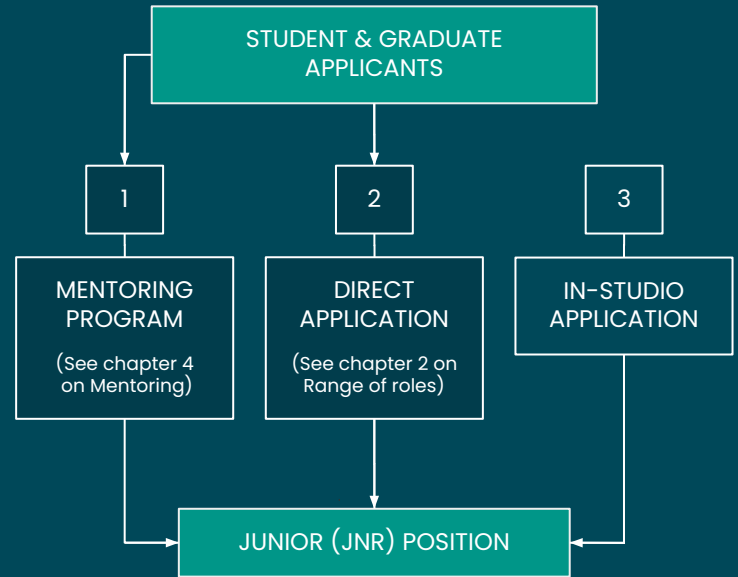 STUDENT & GRADUATE
APPLICANTS
1
2
3
MENTORING
PROGRAM
(See chapter 4
on Mentoring)
DIRECT
APPLICATION
(See chapter 2 on
Range of roles)
IN-STUDIO
APPLICATION
JUNIOR (JNR) POSITION